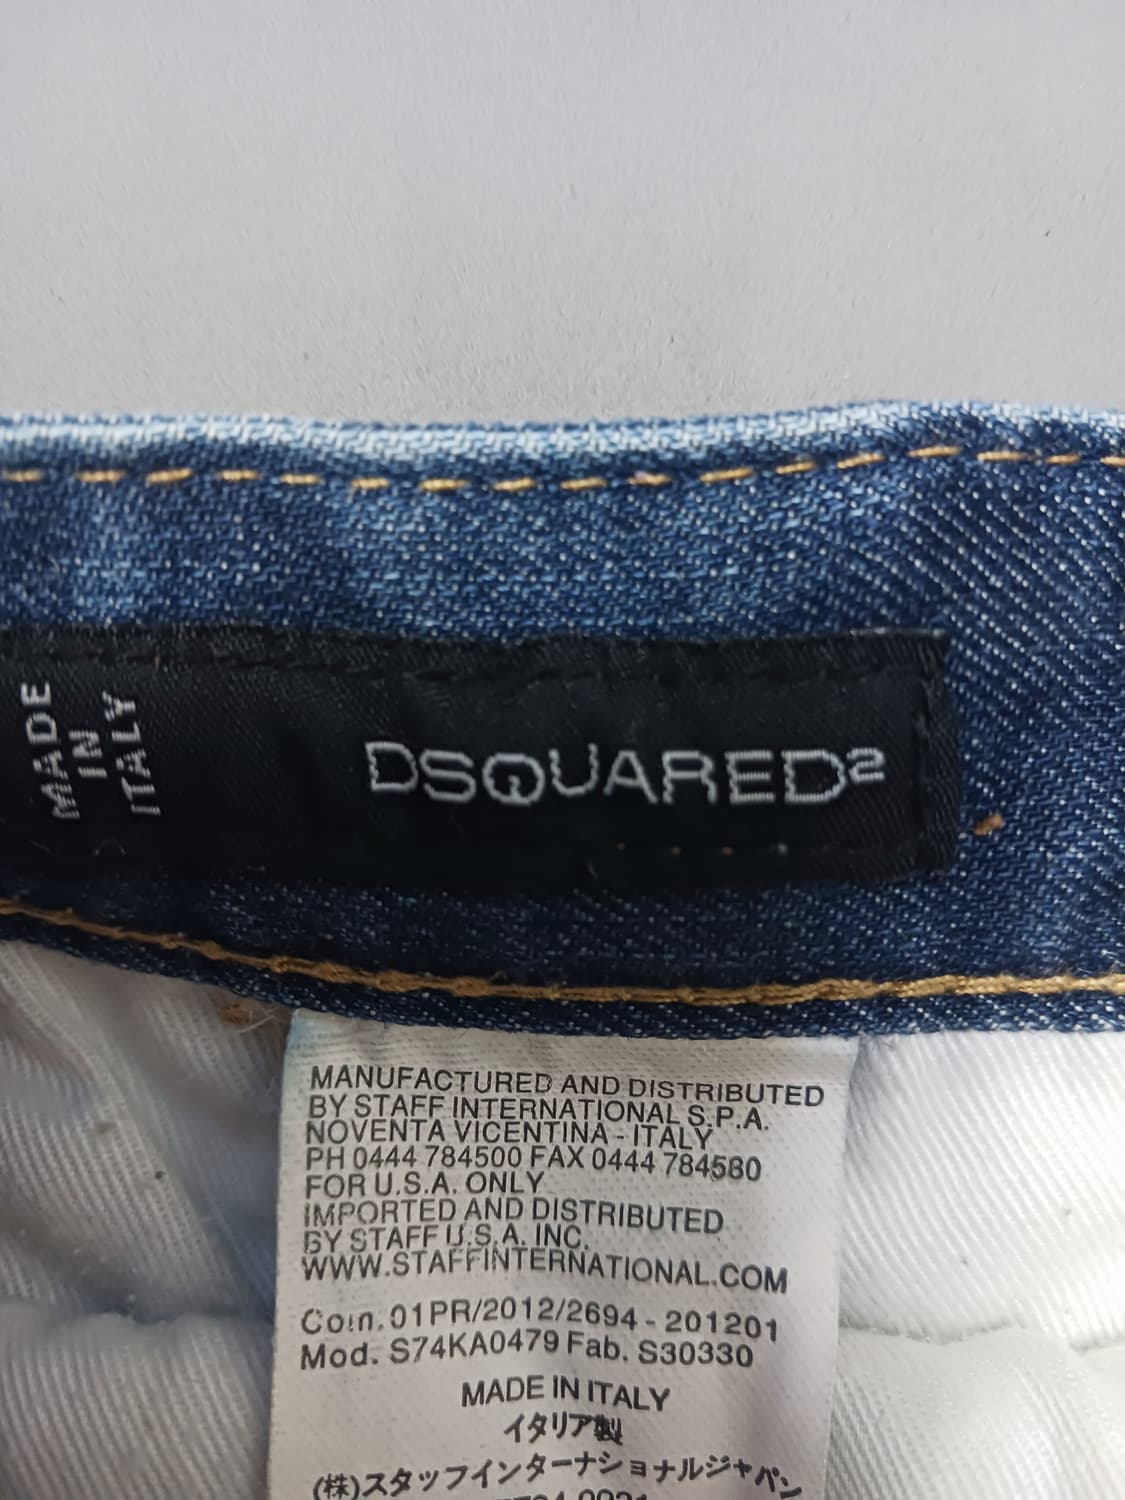 MADE
IN
ITALY
DSQUARED2
MANUFACTURED AND DISTRIBUTED
BY STAFF INTERNATIONAL S.P.A.
NOVENTA VICENTINA - ITALY
PH 0444 784500 FAX 0444 784580
FOR U.S.A. ONLY
IMPORTED AND DISTRIBUTED
BY STAFF U.S.A. INC.
WWW.STAFFINTERNATIONAL.COM
Com. 01PR/2012/2694 - 201201
Mod. S74KA0479 Fab. S30330
MADE IN ITALY
イタリア製
(株)スタッフインターナショナルジャパン